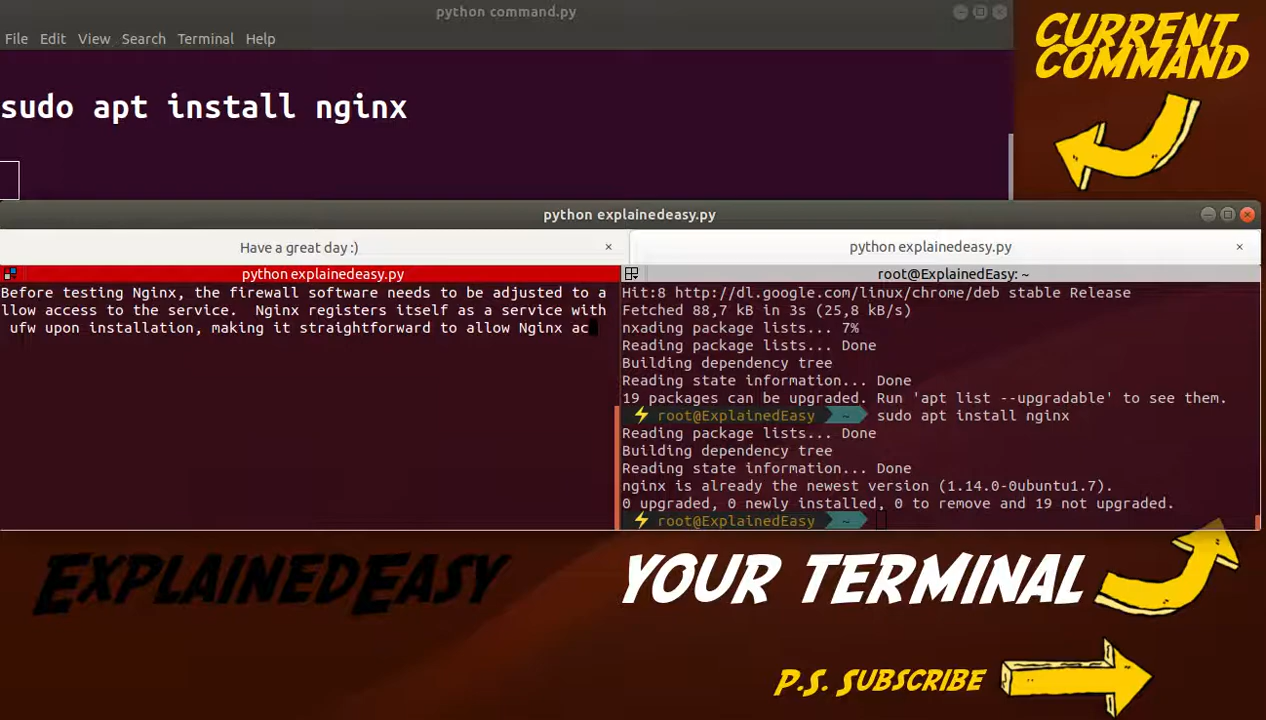 python command.py
File Edit View Search Terminal Help
CURRENT
COMMAND
sudo apt install nginx
python explainedeasy.py
Have a great day :)
python explainedeasy.py
python explainedeasy.py
Before testing Nginx, the firewall software needs to be adjusted to a
llow access to the service.  Nginx registers itself as a service with
 ufw upon installation, making it straightforward to allow Nginx ac
root@ExplainedEasy: ~
Hit:8 http://dl.google.com/linux/chrome/deb stable Release
Fetched 88,7 kB in 3s (25,8 kB/s)
nxading package lists... 7%
Reading package lists... Done
Building dependency tree
Reading state information... Done
19 packages can be upgraded. Run 'apt list --upgradable' to see them.
⚡ root@ExplainedEasy ~ sudo apt install nginx
Reading package lists... Done
Building dependency tree
Reading state information... Done
nginx is already the newest version (1.14.0-0ubuntu1.7).
0 upgraded, 0 newly installed, 0 to remove and 19 not upgraded.
⚡ root@ExplainedEasy ~
EXPLAINEDEASY
YOUR TERMINAL
P.S. SUBSCRIBE